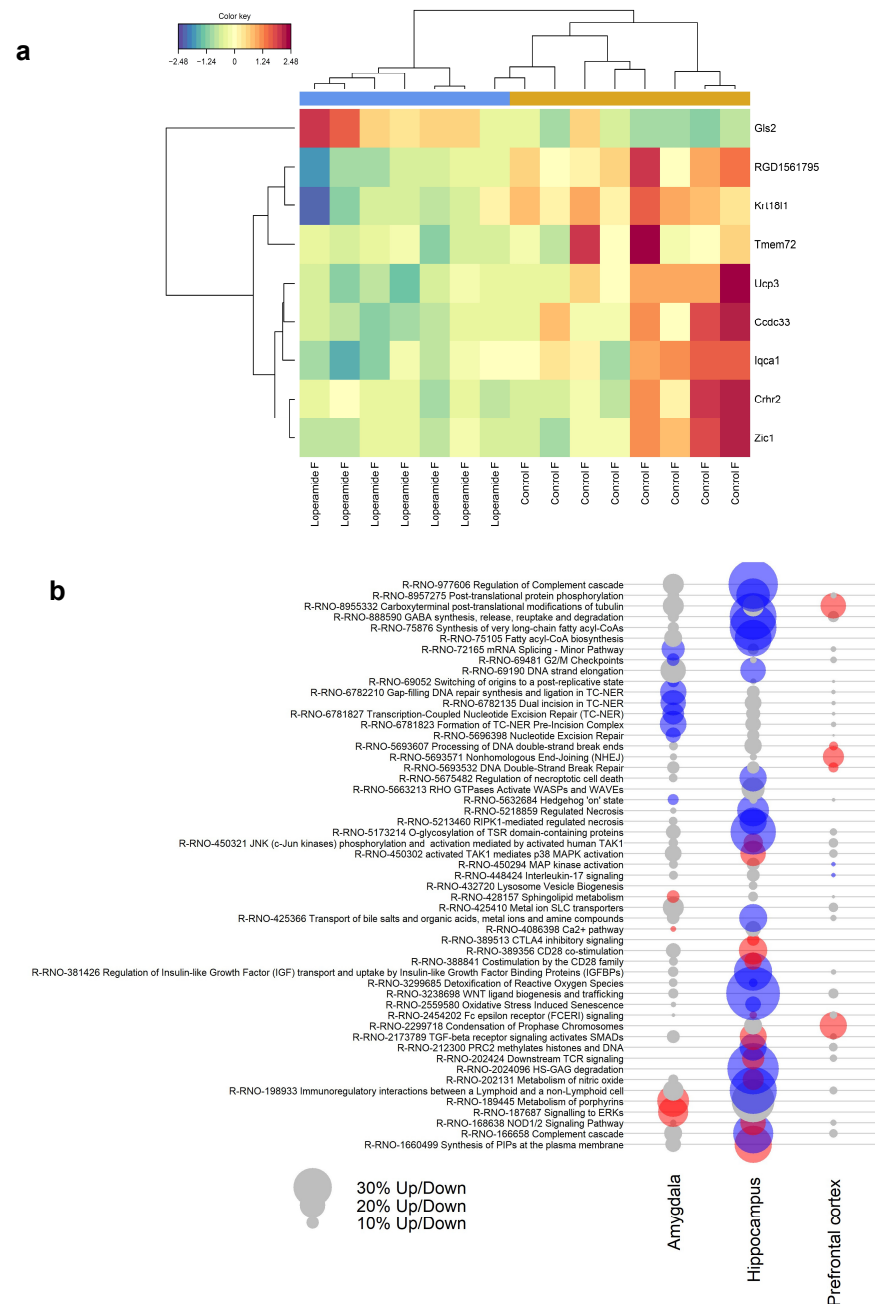 a
Color key
−2.48 −1.24 0 1.24 2.48
Gls2
RGD1561795
Krt18l1
Tmem72
Ucp3
Ccdc33
Iqca1
Crhr2
Zic1
Loperamide F
Loperamide F
Loperamide F
Loperamide F
Loperamide F
Loperamide F
Loperamide F
Control F
Control F
Control F
Control F
Control F
Control F
Control F
Control F
b
R-RNO-977606 Regulation of Complement cascade
R-RNO-8957275 Post-translational protein phosphorylation
R-RNO-8955332 Carboxyterminal post-translational modifications of tubulin
R-RNO-888590 GABA synthesis, release, reuptake and degradation
R-RNO-75876 Synthesis of very long-chain fatty acyl-CoAs
R-RNO-75105 Fatty acyl-CoA biosynthesis
R-RNO-72165 mRNA Splicing - Minor Pathway
R-RNO-69481 G2/M Checkpoints
R-RNO-69190 DNA strand elongation
R-RNO-69052 Switching of origins to a post-replicative state
R-RNO-6782210 Gap-filling DNA repair synthesis and ligation in TC-NER
R-RNO-6782135 Dual incision in TC-NER
R-RNO-6781827 Transcription-Coupled Nucleotide Excision Repair (TC-NER)
R-RNO-6781823 Formation of TC-NER Pre-Incision Complex
R-RNO-5696398 Nucleotide Excision Repair
R-RNO-5693607 Processing of DNA double-strand break ends
R-RNO-5693571 Nonhomologous End-Joining (NHEJ)
R-RNO-5693532 DNA Double-Strand Break Repair
R-RNO-5675482 Regulation of necroptotic cell death
R-RNO-5663213 RHO GTPases Activate WASPs and WAVEs
R-RNO-5632684 Hedgehog 'on' state
R-RNO-5218859 Regulated Necrosis
R-RNO-5213460 RIPK1-mediated regulated necrosis
R-RNO-5173214 O-glycosylation of TSR domain-containing proteins
R-RNO-450321 JNK (c-Jun kinases) phosphorylation and activation mediated by activated human TAK1
R-RNO-450302 activated TAK1 mediates p38 MAPK activation
R-RNO-450294 MAP kinase activation
R-RNO-448424 Interleukin-17 signaling
R-RNO-432720 Lysosome Vesicle Biogenesis
R-RNO-428157 Sphingolipid metabolism
R-RNO-425410 Metal ion SLC transporters
R-RNO-425366 Transport of bile salts and organic acids, metal ions and amine compounds
R-RNO-4086398 Ca2+ pathway
R-RNO-389513 CTLA4 inhibitory signaling
R-RNO-389356 CD28 co-stimulation
R-RNO-388841 Costimulation by the CD28 family
R-RNO-381426 Regulation of Insulin-like Growth Factor (IGF) transport and uptake by Insulin-like Growth Factor Binding Proteins (IGFBPs)
R-RNO-3299685 Detoxification of Reactive Oxygen Species
R-RNO-3238698 WNT ligand biogenesis and trafficking
R-RNO-2559580 Oxidative Stress Induced Senescence
R-RNO-2454202 Fc epsilon receptor (FCERI) signaling
R-RNO-2299718 Condensation of Prophase Chromosomes
R-RNO-2173789 TGF-beta receptor signaling activates SMADs
R-RNO-212300 PRC2 methylates histones and DNA
R-RNO-202424 Downstream TCR signaling
R-RNO-2024096 HS-GAG degradation
R-RNO-202131 Metabolism of nitric oxide
R-RNO-198933 Immunoregulatory interactions between a Lymphoid and a non-Lymphoid cell
R-RNO-189445 Metabolism of porphyrins
R-RNO-187687 Signalling to ERKs
R-RNO-168638 NOD1/2 Signaling Pathway
R-RNO-166658 Complement cascade
R-RNO-1660499 Synthesis of PIPs at the plasma membrane
30% Up/Down
20% Up/Down
10% Up/Down
Amygdala
Hippocampus
Prefrontal cortex